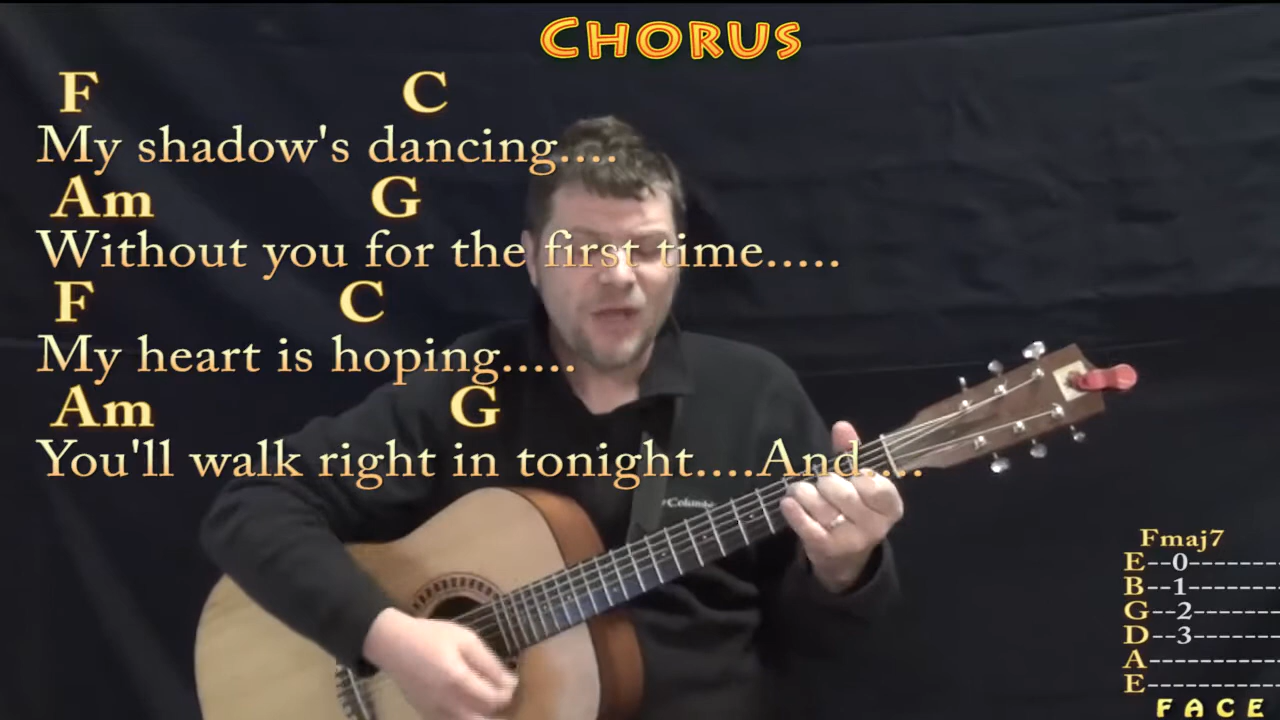 CHORUS
F C
My shadow's dancing....
Am G
Without you for the first time.....
F C
My heart is hoping.....
Am G
You'll walk right in tonight....And....
Columbia
Fmaj7
E--0-------
B--1-------
G--2-------
D--3-------
A----------
E----------
F A C E